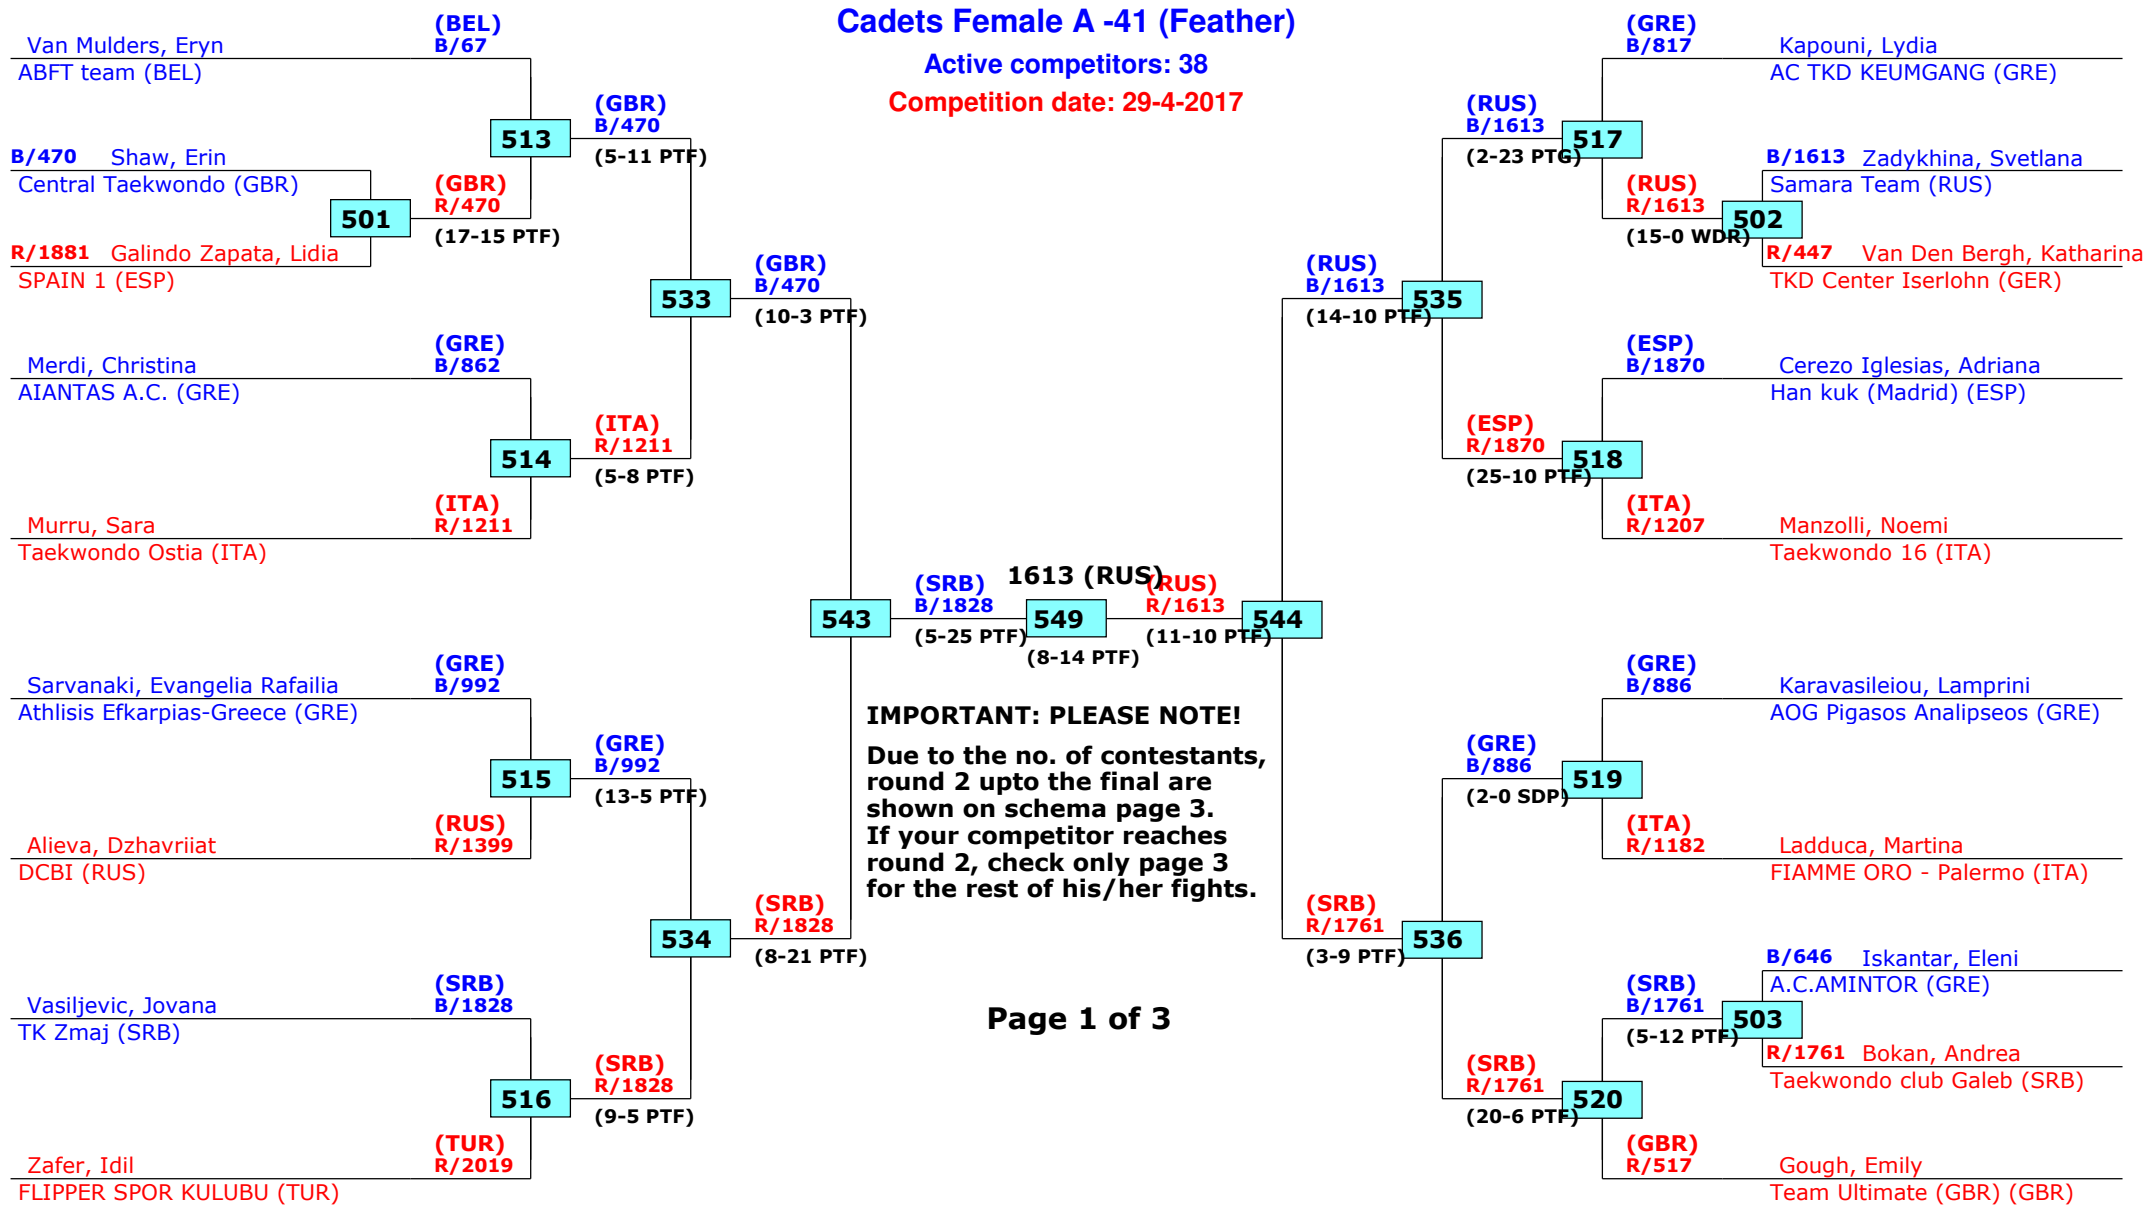 Cadets Female A -41 (Feather)
Active competitors: 38
Competition date: 29-4-2017
Van Mulders, Eryn
ABFT team (BEL)
(BEL)
B/67
B/470 Shaw, Erin
Central Taekwondo (GBR)
501
R/1881 Galindo Zapata, Lidia
SPAIN 1 (ESP)
(GBR)
R/470
(17-15 PTF)
513
(GBR)
B/470
(5-11 PTF)
Merdi, Christina
AIANTAS A.C. (GRE)
(GRE)
B/862
514
Murru, Sara
Taekwondo Ostia (ITA)
(ITA)
R/1211
(ITA)
R/1211
(5-8 PTF)
533
(GBR)
B/470
(10-3 PTF)
Sarvanaki, Evangelia Rafailia
Athlisis Efkarpias-Greece (GRE)
(GRE)
B/992
515
Alieva, Dzhavriiat
DCBI (RUS)
(RUS)
R/1399
(GRE)
B/992
(13-5 PTF)
534
Vasiljevic, Jovana
TK Zmaj (SRB)
(SRB)
B/1828
516
Zafer, Idil
FLIPPER SPOR KULUBU (TUR)
(TUR)
R/2019
(SRB)
R/1828
(9-5 PTF)
(SRB)
R/1828
(8-21 PTF)
543
(SRB)
B/1828
(5-25 PTF)
1613 (RUS)
549
(8-14 PTF)
(RUS)
R/1613
(11-10 PTF)
544
IMPORTANT: PLEASE NOTE!
Due to the no. of contestants,
round 2 upto the final are
shown on schema page 3.
If your competitor reaches
round 2, check only page 3
for the rest of his/her fights.
Page 1 of 3
(GRE)
B/817
Kapouni, Lydia
AC TKD KEUMGANG (GRE)
(RUS)
B/1613
(2-23 PTG)
517
B/1613 Zadykhina, Svetlana
Samara Team (RUS)
(RUS)
R/1613
(15-0 WDR)
502
R/447 Van Den Bergh, Katharina
TKD Center Iserlohn (GER)
(RUS)
B/1613
(14-10 PTF)
535
(ESP)
B/1870
Cerezo Iglesias, Adriana
Han kuk (Madrid) (ESP)
(ESP)
R/1870
(25-10 PTF)
518
(ITA)
R/1207
Manzolli, Noemi
Taekwondo 16 (ITA)
(GRE)
B/886
Karavasileiou, Lamprini
AOG Pigasos Analipseos (GRE)
(GRE)
B/886
(2-0 SDP)
519
(ITA)
R/1182
Ladduca, Martina
FIAMME ORO - Palermo (ITA)
(SRB)
R/1761
(3-9 PTF)
536
B/646 Iskantar, Eleni
A.C.AMINTOR (GRE)
(SRB)
B/1761
(5-12 PTF)
503
R/1761 Bokan, Andrea
Taekwondo club Galeb (SRB)
(SRB)
R/1761
(20-6 PTF)
520
(GBR)
R/517
Gough, Emily
Team Ultimate (GBR) (GBR)